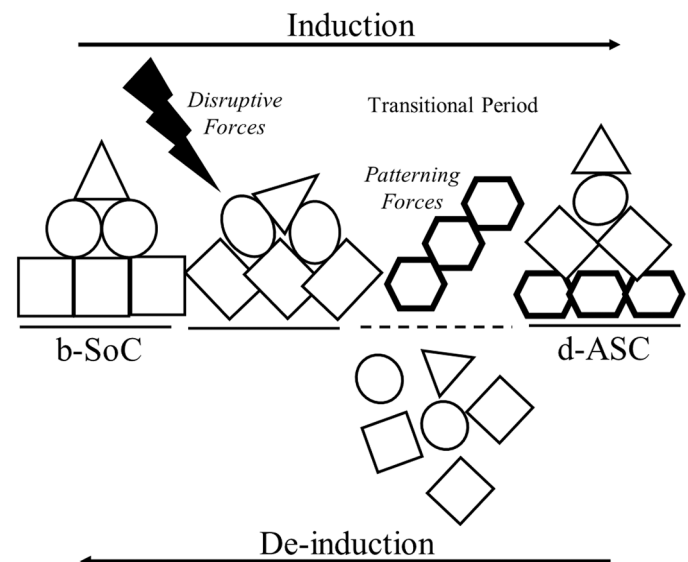 Induction
Disruptive
Forces
Transitional Period
Patterning
Forces
b-SoC
d-ASC
De-induction